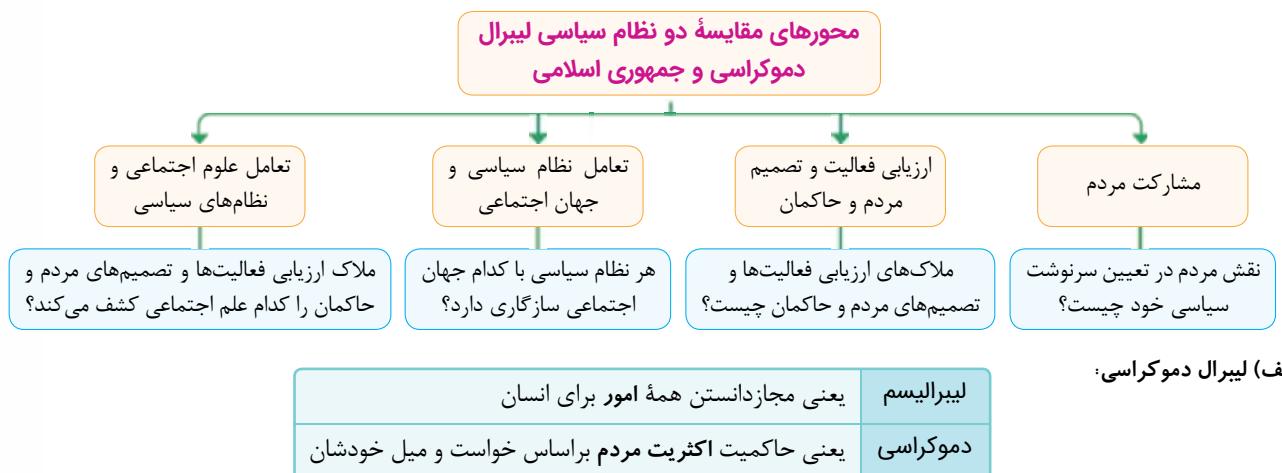 محورهای مقایسهٔ دو نظام سیاسی لیبرال
دموکراسی و جمهوری اسلامی
مشارکت مردم
ارزیابی فعالیت و تصمیم
مردم و حاکمان
تعامل نظام سیاسی و
جهان اجتماعی
تعامل علوم اجتماعی و
نظام‌های سیاسی
نقش مردم در تعیین سرنوشت
سیاسی خود چیست؟
ملاک‌های ارزیابی فعالیت‌ها و
تصمیم‌های مردم و حاکمان چیست؟
هر نظام سیاسی با کدام جهان
اجتماعی سازگاری دارد؟
ملاک ارزیابی فعالیت‌ها و تصمیم‌های مردم و
حاکمان را کدام علم اجتماعی کشف می‌کند؟
ف) لیبرال دموکراسی:
لیبرالیسم یعنی مجازدانستن همهٔ امور برای انسان
دموکراسی یعنی حاکمیت اکثریت مردم براساس خواست و میل خودشان